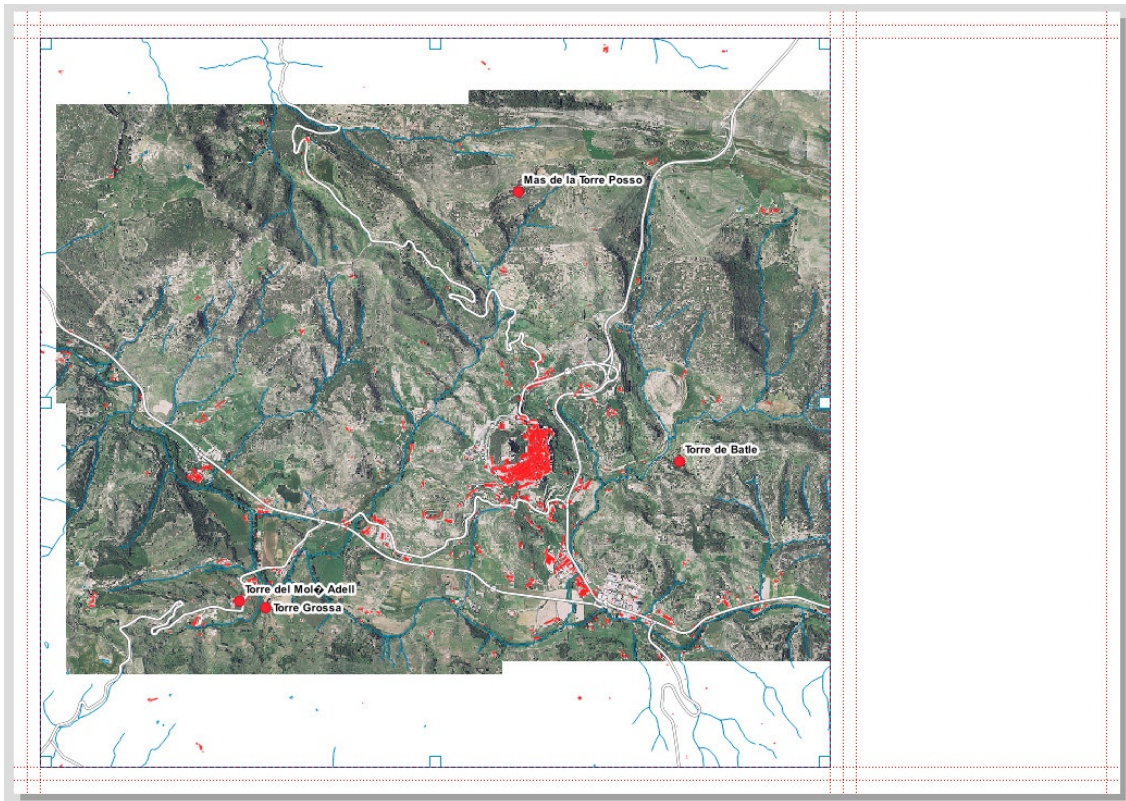 Mas de la Torre Posso
Torre de Batle
Torre del Mol� Adell
Torre Grossa